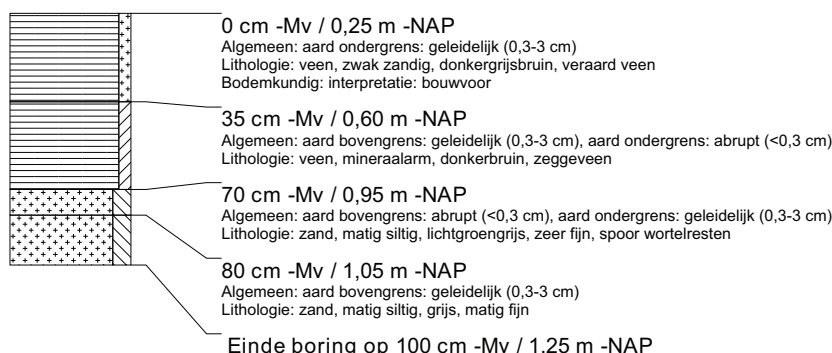 0 cm -Mv / 0,25 m -NAP
Algemeen: aard ondergrens: geleidelijk (0,3-3 cm)
Lithologie: veen, zwak zandig, donkergrijsbruin, veraard veen
Bodemkundig: interpretatie: bouwvoor
35 cm -Mv / 0,60 m -NAP
Algemeen: aard bovengrens: geleidelijk (0,3-3 cm), aard ondergrens: abrupt (<0,3 cm)
Lithologie: veen, mineraalarm, donkerbruin, zeggeveen
70 cm -Mv / 0,95 m -NAP
Algemeen: aard bovengrens: abrupt (<0,3 cm), aard ondergrens: geleidelijk (0,3-3 cm)
Lithologie: zand, matig siltig, lichtgroengrijs, zeer fijn, spoor wortelresten
80 cm -Mv / 1,05 m -NAP
Algemeen: aard bovengrens: geleidelijk (0,3-3 cm)
Lithologie: zand, matig siltig, grijs, matig fijn
Einde boring op 100 cm -Mv / 1,25 m -NAP